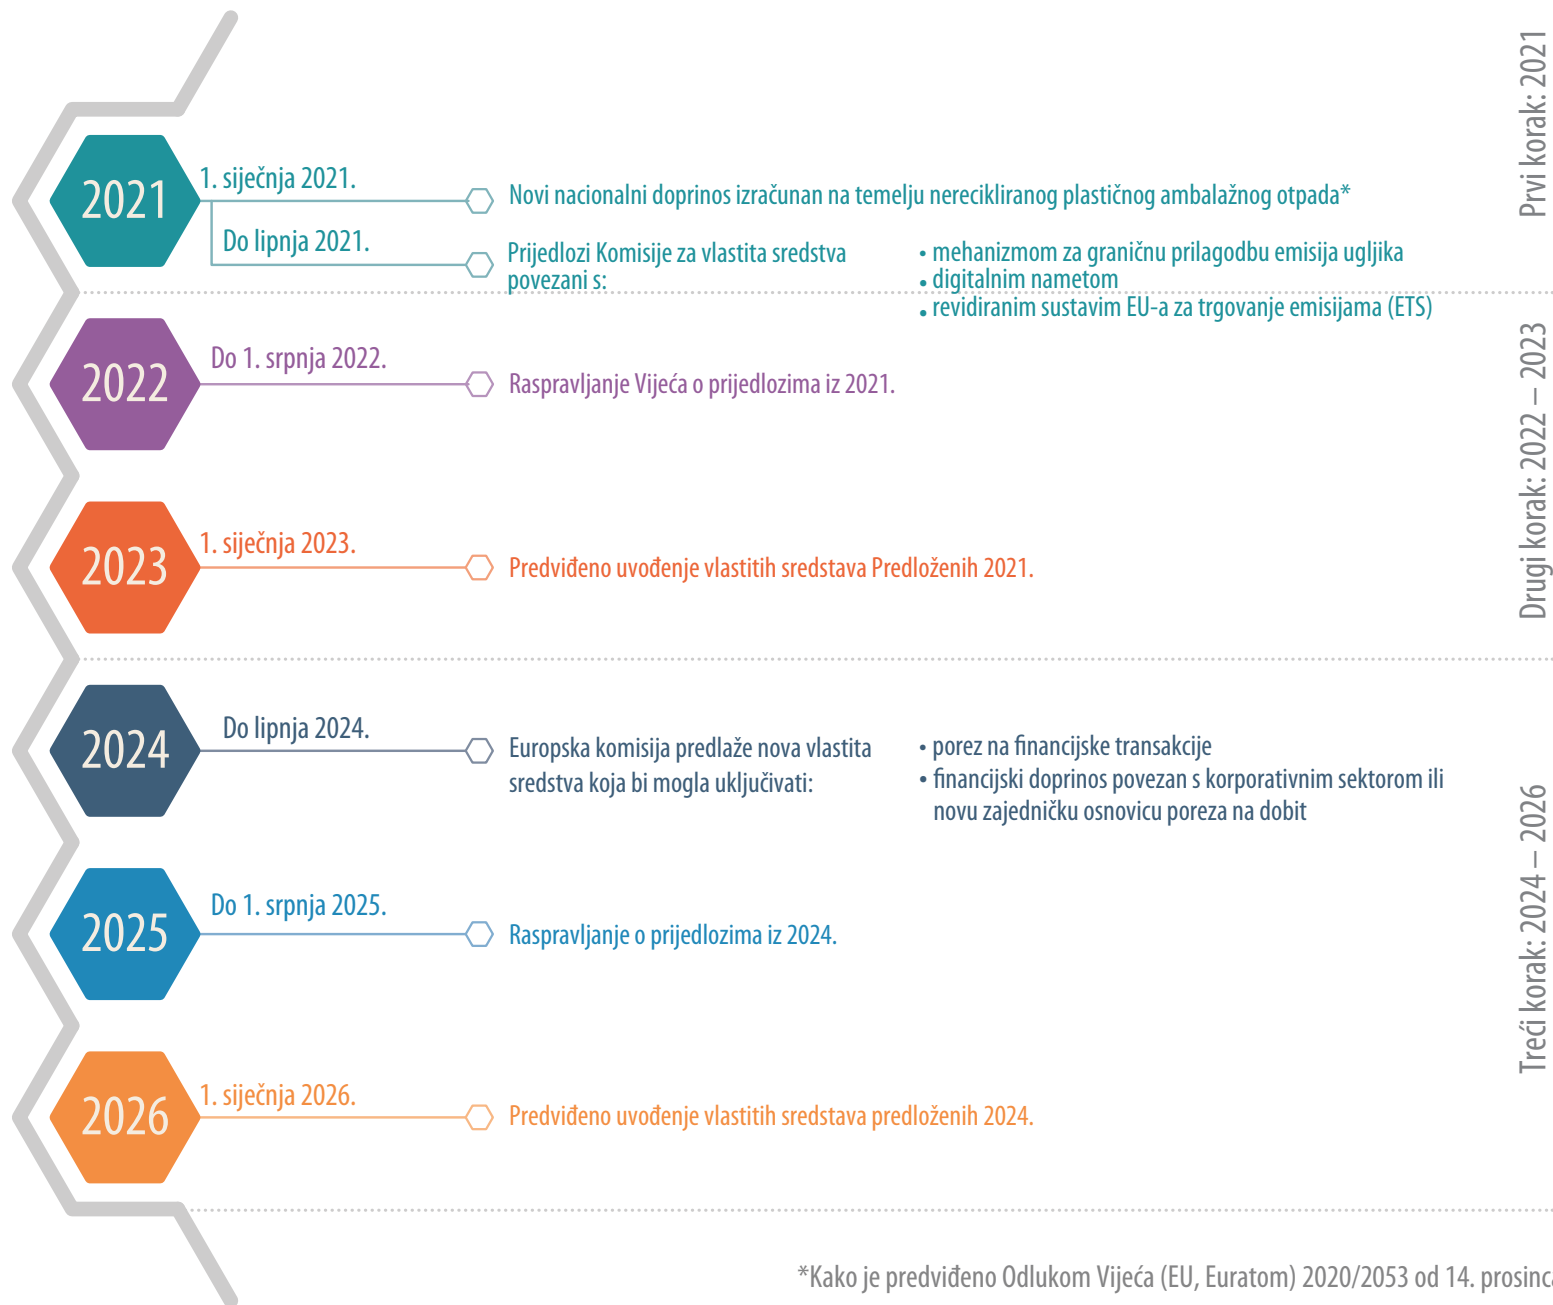 Prvi korak: 2021
2021
1. siječnja 2021.
Novi nacionalni doprinos izračunan na temelju nerecikliranog plastičnog ambalažnog otpada*
Do lipnja 2021.
Prijedlozi Komisije za vlastita sredstva
povezani s:
• mehanizmom za graničnu prilagodbu emisija ugljika
• digitalnim nametom
• revidiranim sustavim EU-a za trgovanje emisijama (ETS)
Drugi korak: 2022 – 2023
2022
Do 1. srpnja 2022.
Raspravljanje Vijeća o prijedlozima iz 2021.
2023
1. siječnja 2023.
Predviđeno uvođenje vlastitih sredstava Predloženih 2021.
Treći korak: 2024 – 2026
2024
Do lipnja 2024.
Europska komisija predlaže nova vlastita
sredstva koja bi mogla uključivati:
• porez na financijske transakcije
• financijski doprinos povezan s korporativnim sektorom ili
novu zajedničku osnovicu poreza na dobit
2025
Do 1. srpnja 2025.
Raspravljanje o prijedlozima iz 2024.
2026
1. siječnja 2026.
Predviđeno uvođenje vlastitih sredstava predloženih 2024.
*Kako je predviđeno Odlukom Vijeća (EU, Euratom) 2020/2053 od 14. prosinca